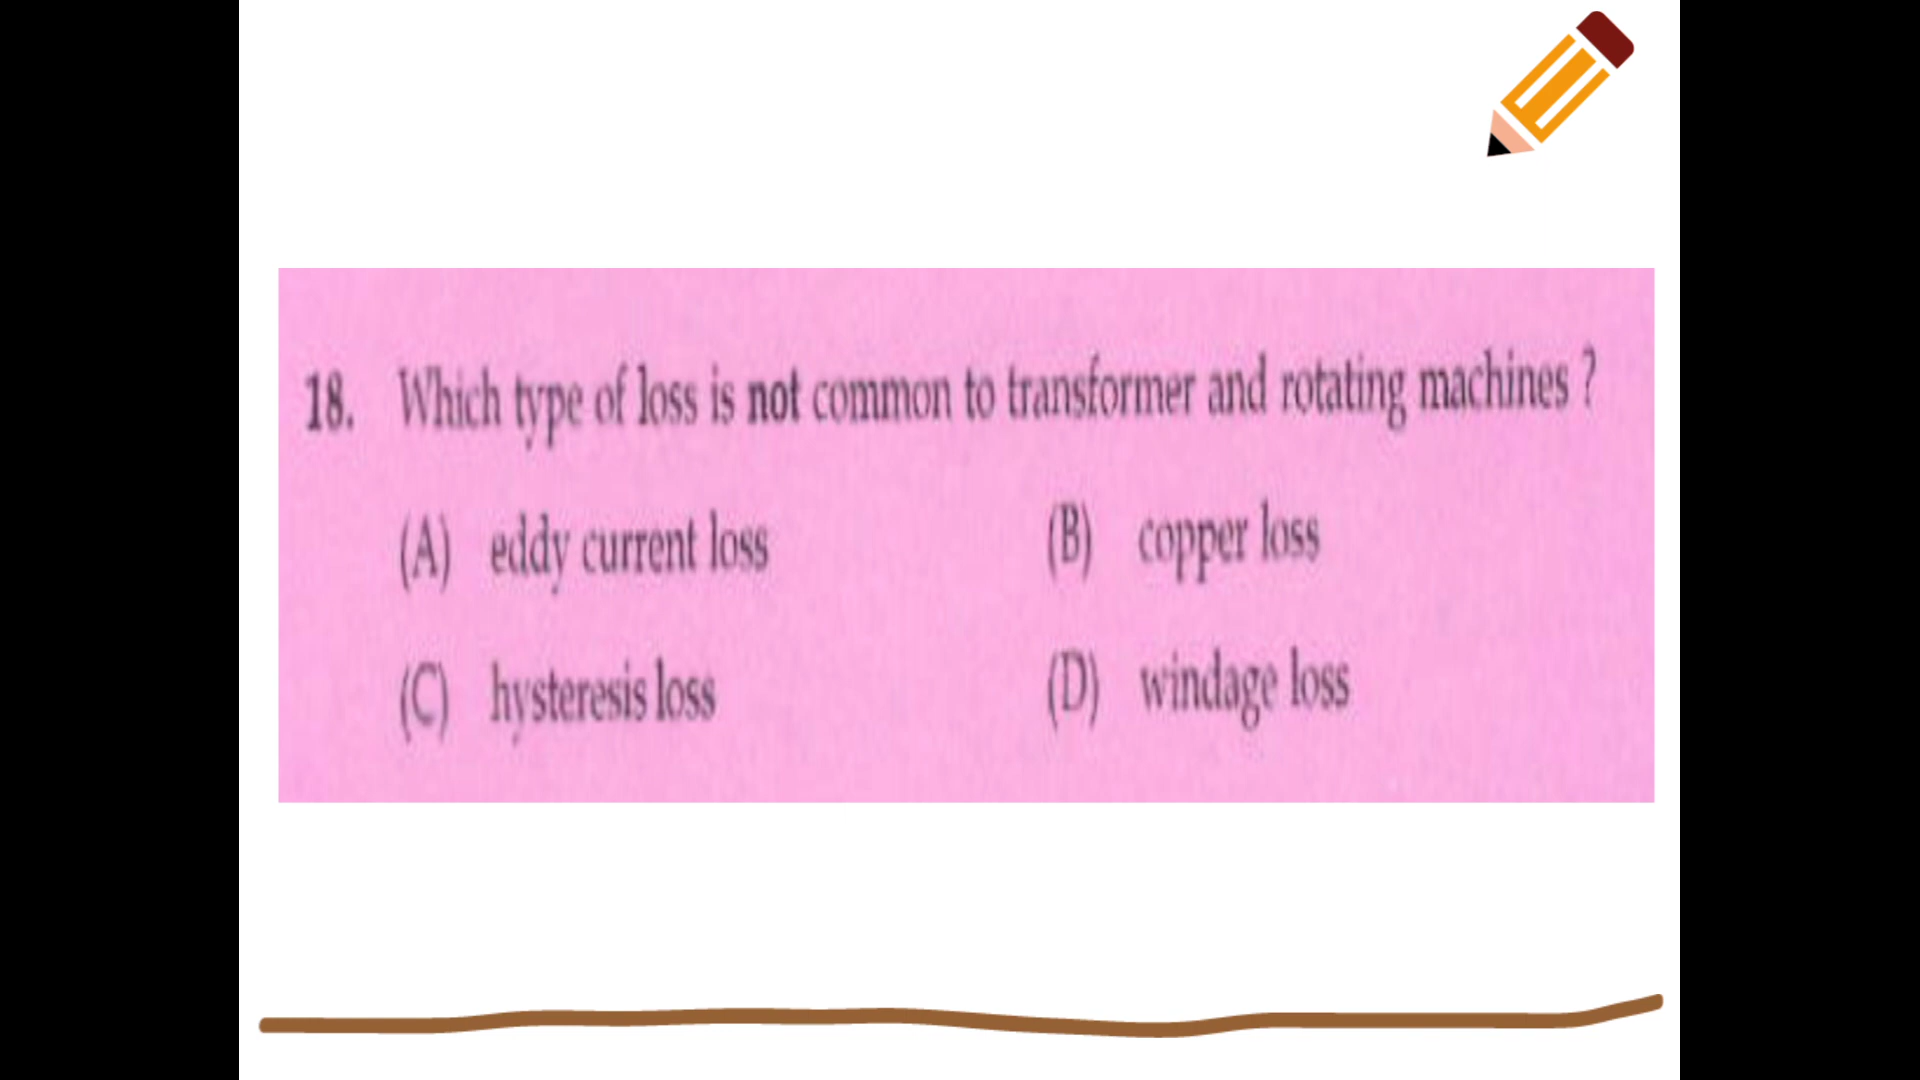 18. Which type of loss is not common to transformer and rotating machines ?
(A) eddy current loss (B) copper loss
(C) hysteresis loss (D) windage loss